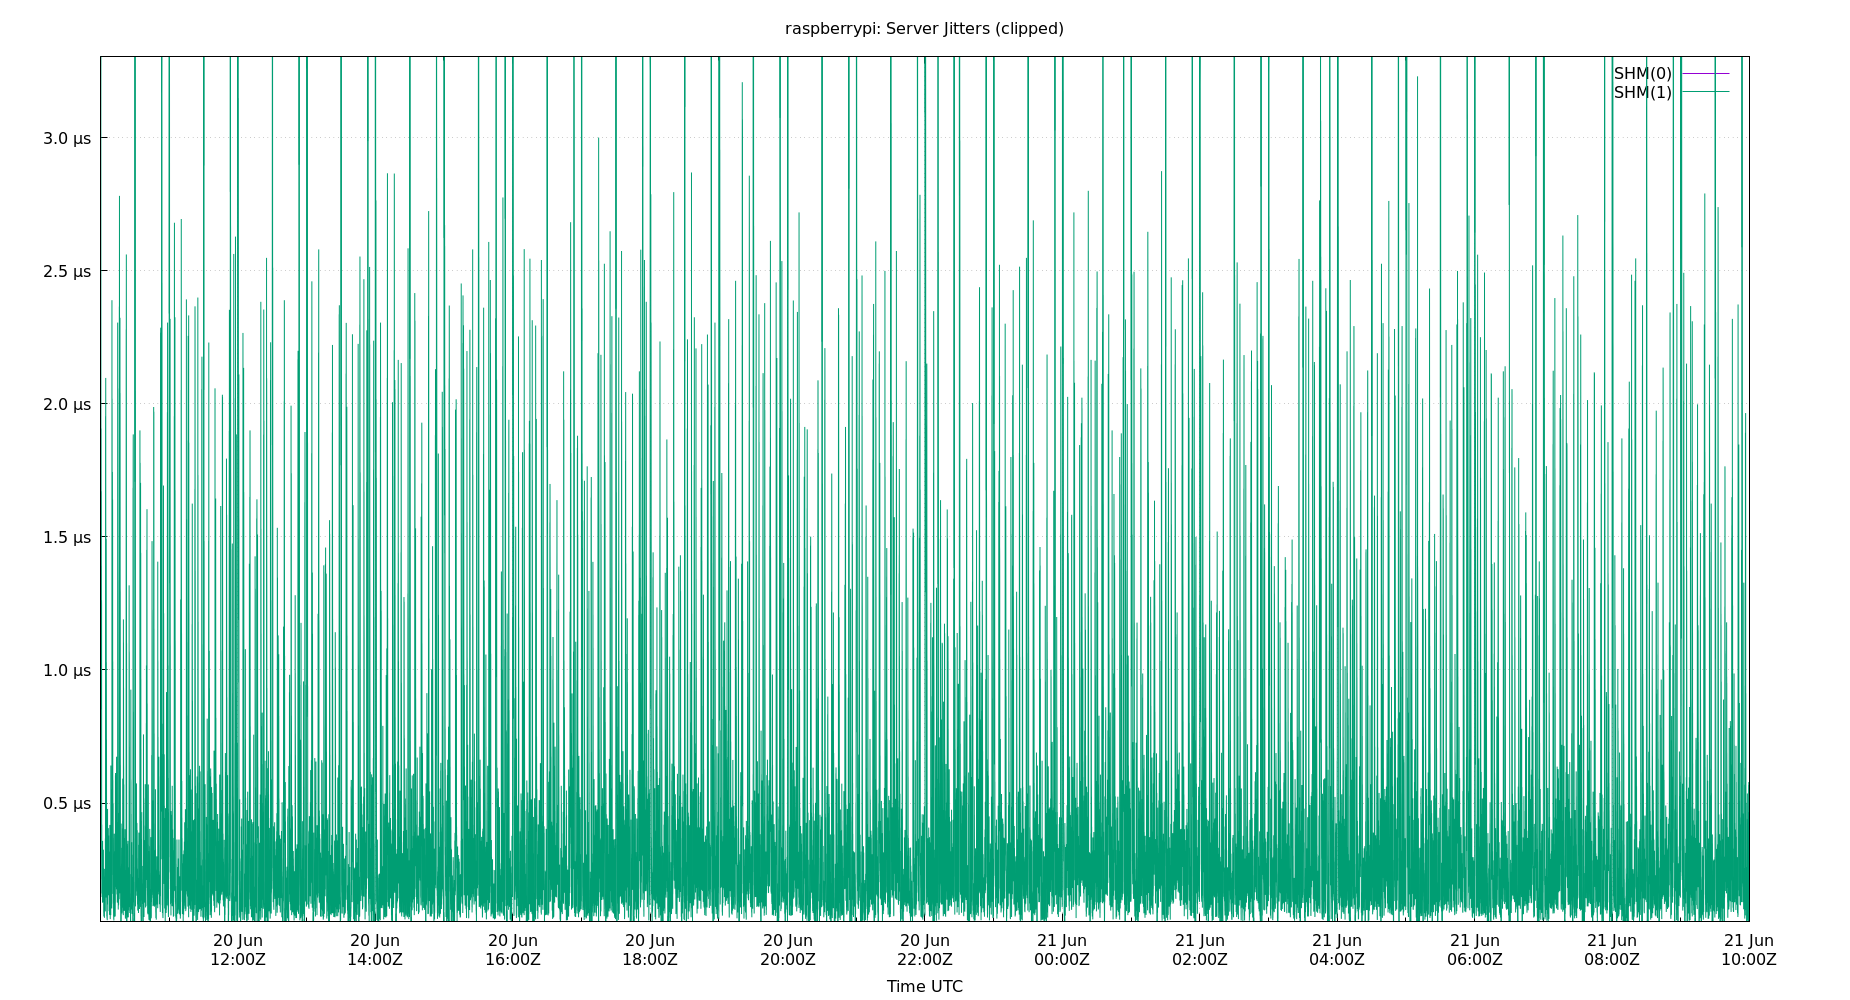 raspberrypi: Server Jitters (clipped)
SHM(0)
SHM(1)
3.0 µs
2.5 µs
2.0 µs
1.5 µs
1.0 µs
0.5 µs
20 Jun 20 Jun 20 Jun 20 Jun 20 Jun 20 Jun 21 Jun 21 Jun 21 Jun 21 Jun 21 Jun 21 Jun
12:00Z 14:00Z 16:00Z 18:00Z 20:00Z 22:00Z 00:00Z 02:00Z 04:00Z 06:00Z 08:00Z 10:00Z
Time UTC